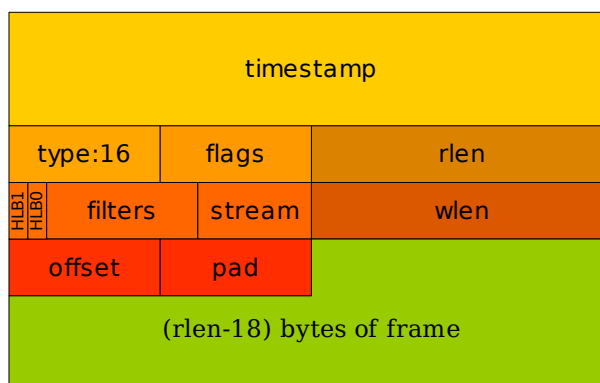 timestamp
type:16
flags
rlen
HLB1
HLB0
filters
stream
wlen
offset
pad
(rlen-18) bytes of frame